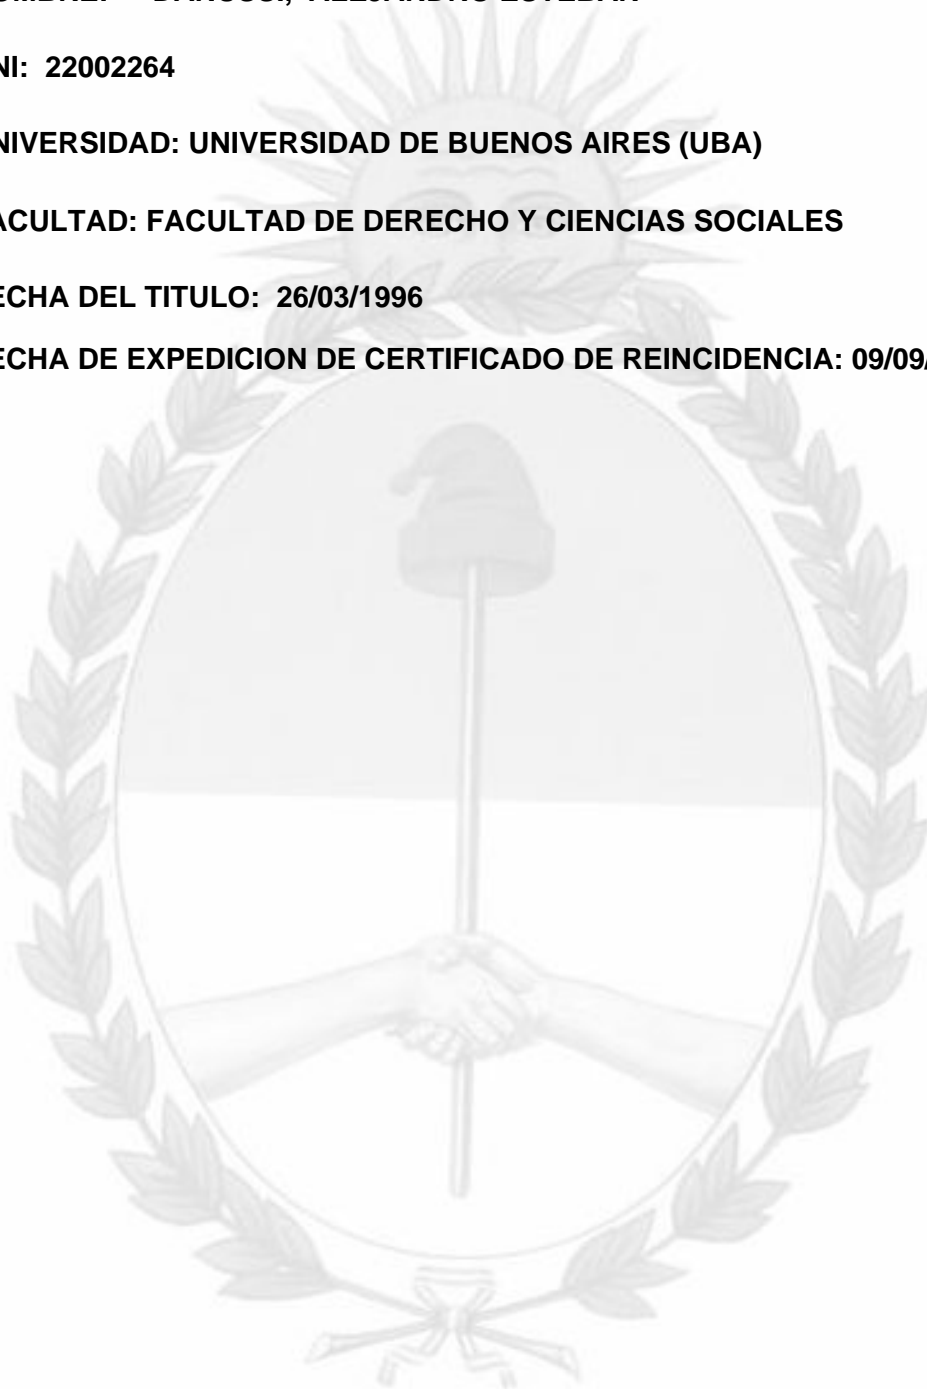 NI: 22002264
NIVERSIDAD: UNIVERSIDAD DE BUENOS AIRES (UBA)
ACULTAD: FACULTAD DE DERECHO Y CIENCIAS SOCIALES
ECHA DEL TITULO: 26/03/1996
ECHA DE EXPEDICION DE CERTIFICADO DE REINCIDENCIA: 09/09/